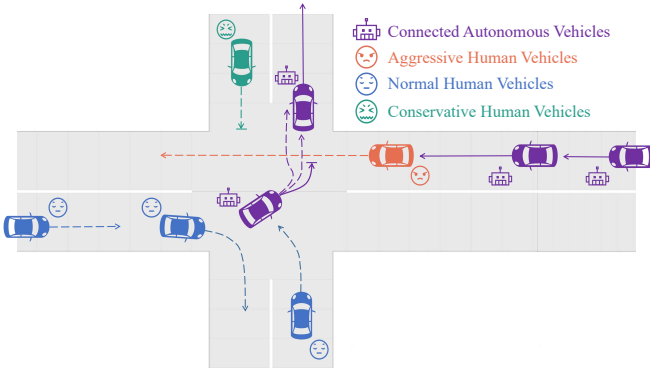 Connected Autonomous Vehicles
Aggressive Human Vehicles
Normal Human Vehicles
Conservative Human Vehicles